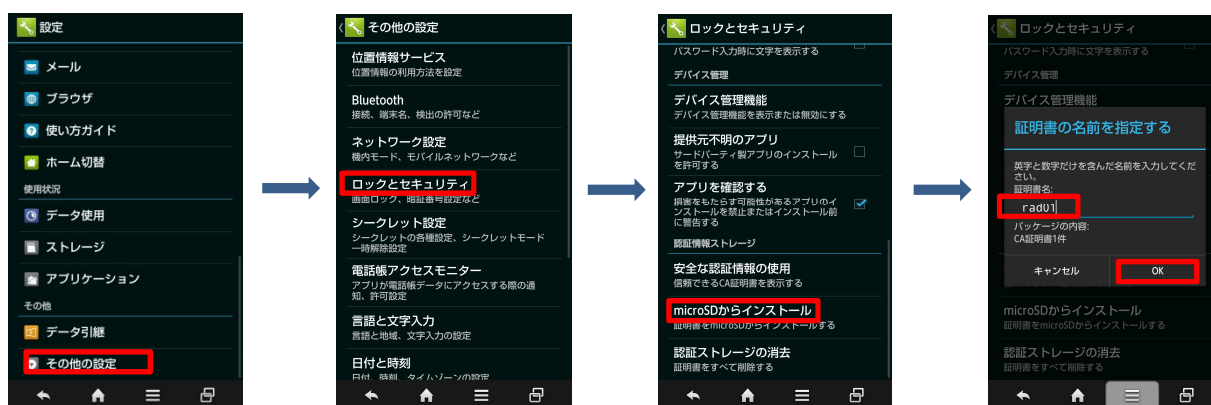 設定
メール
ブラウザ
使い方ガイド
ホーム切替
使用状況
データ使用
ストレージ
アプリケーション
その他
データ引継
その他の設定
その他の設定
位置情報サービス
位置情報の利用方法を設定
Bluetooth
接続、端末名、検出の許可など
ネットワーク設定
機内モード、モバイルネットワークなど
ロックとセキュリティ
画面ロック、暗証番号設定など
シークレット設定
シークレットの各種設定、シークレットモード
一時解除設定
電話帳アクセスモニター
アプリが電話帳データにアクセスする際の通
知、許可設定
言語と文字入力
言語と地域、文字入力の設定
日付と時刻
日付、時刻、タイムゾーンの設定
ロックとセキュリティ
パスワード入力時に文字を表示する
デバイス管理
デバイス管理機能
デバイス管理機能を表示または無効にする
提供元不明のアプリ
サードパーティ製アプリのインストール
を許可する
アプリを確認する
損害をもたらす可能性があるアプリのイ
ンストールを禁止またはインストール前
に警告する
認証情報ストレージ
安全な認証情報の使用
信頼できるCA証明書を表示する
microSDからインストール
証明書をmicroSDからインストールする
認証ストレージの消去
証明書をすべて削除する
ロックとセキュリティ
パスワード入力時に文字を表示する
デバイス管理
デバイス管理機能
証明書の名前を指定する
英字と数字だけを含んだ名前を入力してくだ
さい。
証明書名:
rad01
パッケージの内容:
CA証明書1件
キャンセル
OK
microSDからインストール
証明書をmicroSDからインストールする
認証ストレージの消去
証明書をすべて削除する